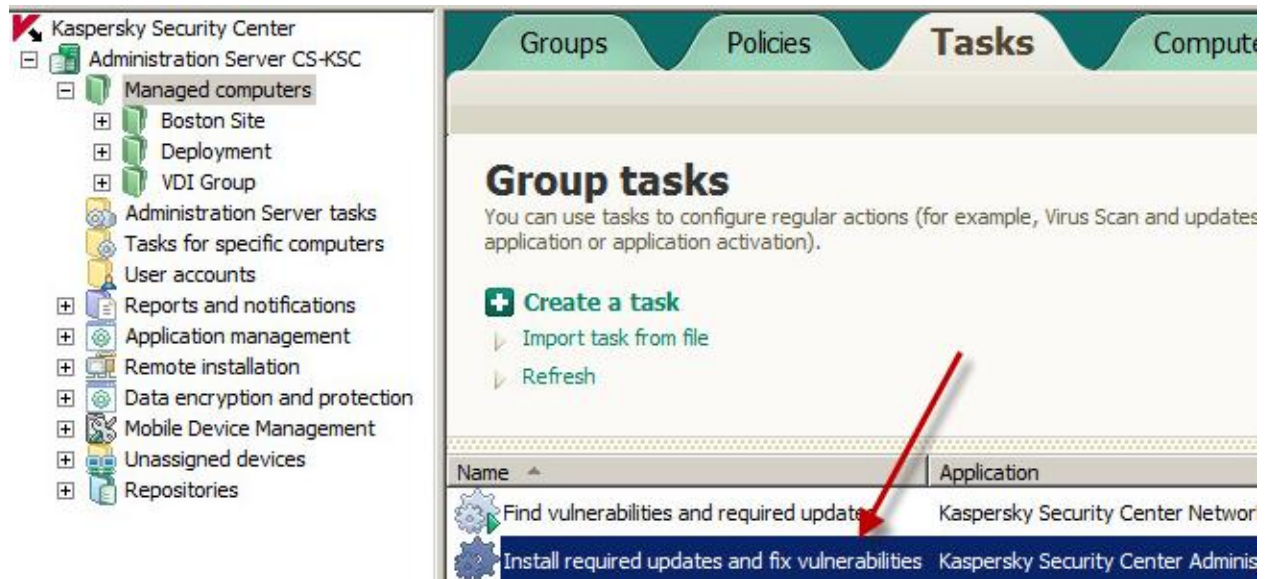 Kaspersky Security Center
Administration Server CS-KSC
Managed computers
Boston Site
Deployment
VDI Group
Administration Server tasks
Tasks for specific computers
User accounts
Reports and notifications
Application management
Remote installation
Data encryption and protection
Mobile Device Management
Unassigned devices
Repositories
Groups
Policies
Tasks
Compute
Group tasks
You can use tasks to configure regular actions (for example, Virus Scan and updates
application or application activation).
Create a task
Import task from file
Refresh
Name
Application
Find vulnerabilities and required updates Kaspersky Security Center Networ
Install required updates and fix vulnerabilities Kaspersky Security Center Adminis